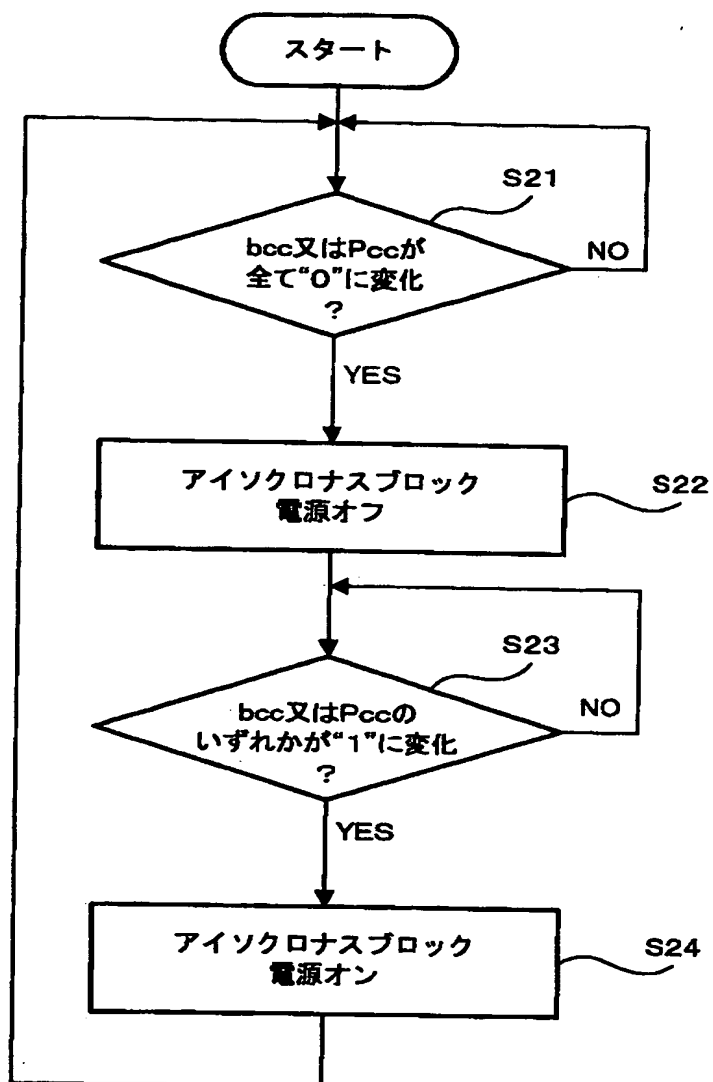 スタート
S21
bcc又はPccが
全て“0”に変化
?
NO
YES
アイソクロナスブロック
電源オフ
S22
S23
bcc又はPccの
いずれかが“1”に変化
?
NO
YES
アイソクロナスブロック
電源オン
S24